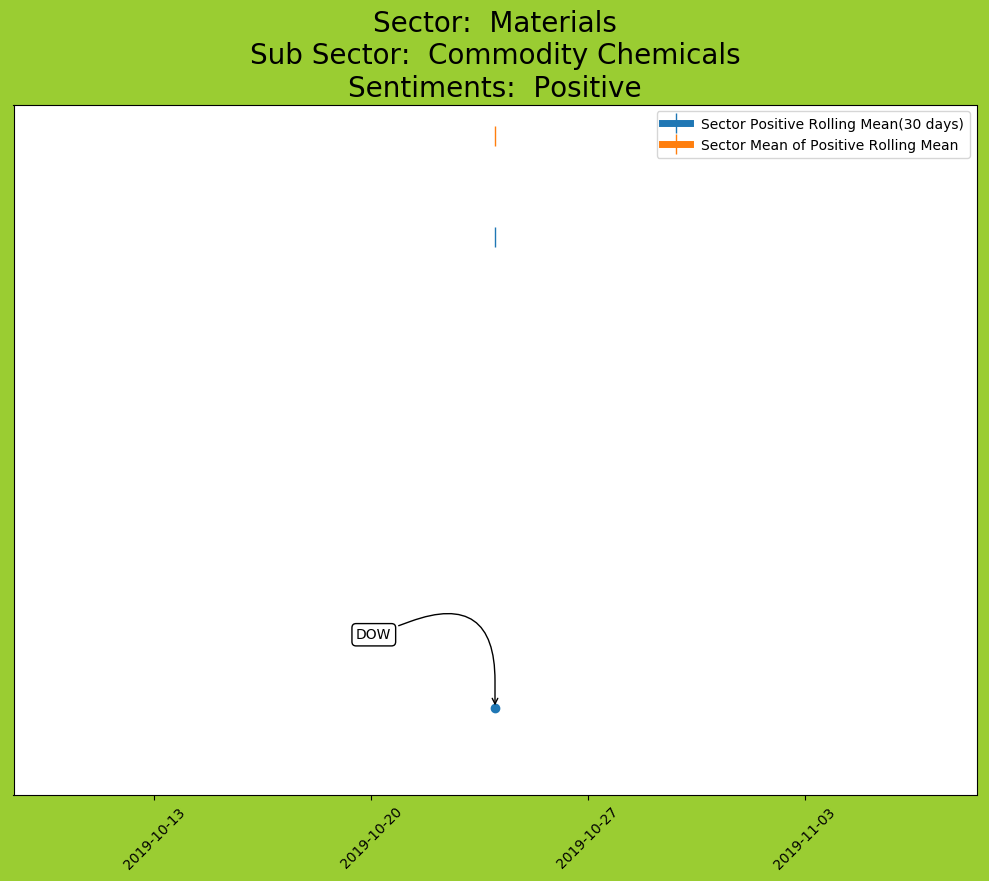 Sector:  Materials
Sub Sector:  Commodity Chemicals
Sentiments:  Positive
Sector Positive Rolling Mean(30 days)
Sector Mean of Positive Rolling Mean
DOW
2019-10-13
2019-10-20
2019-10-27
2019-11-03